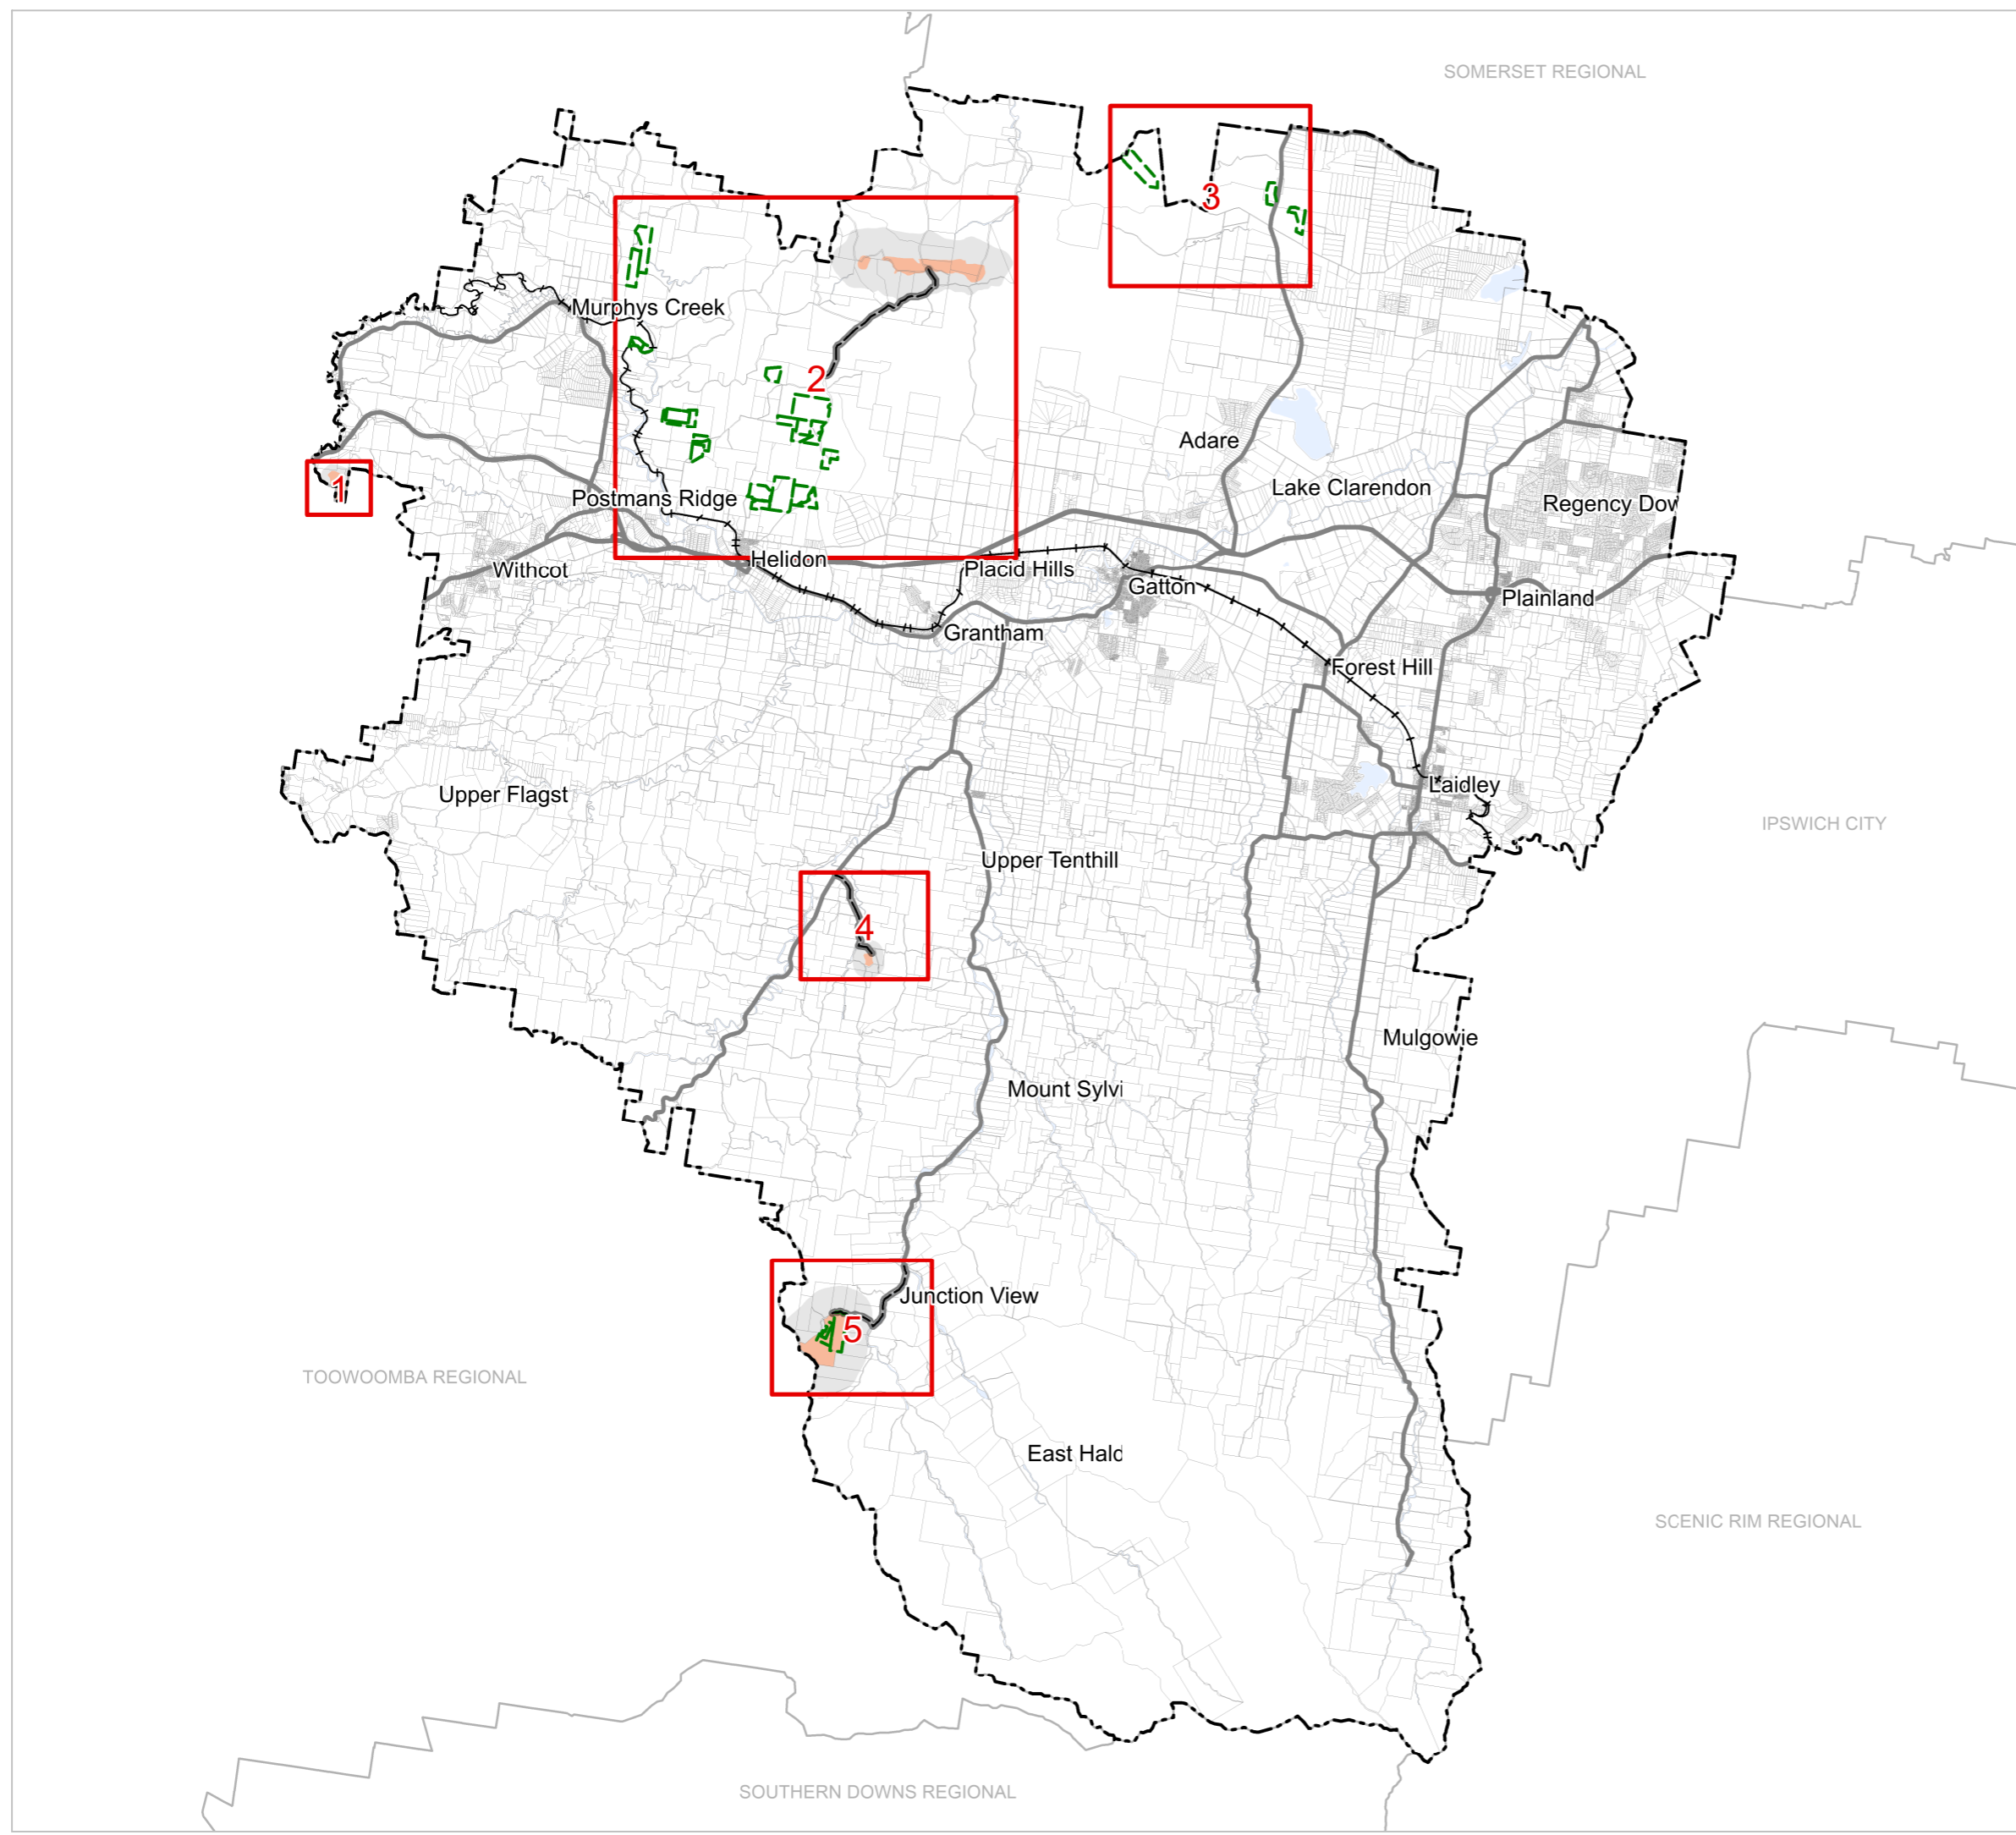 SOMERSET REGIONAL
3
Murphys Creek
2
Adare
1
Postmans Ridge
Lake Clarendon
Regency Dow
Withcot
Helidon
Placid Hills
Gatton
Plainland
Grantham
Forest Hill
Upper Flagst
Laidley
IPSWICH CITY
Upper Tenthill
4
Mulgowie
Mount Sylvi
Junction View
5
TOOWOOMBA REGIONAL
East Hald
SCENIC RIM REGIONAL
SOUTHERN DOWNS REGIONAL